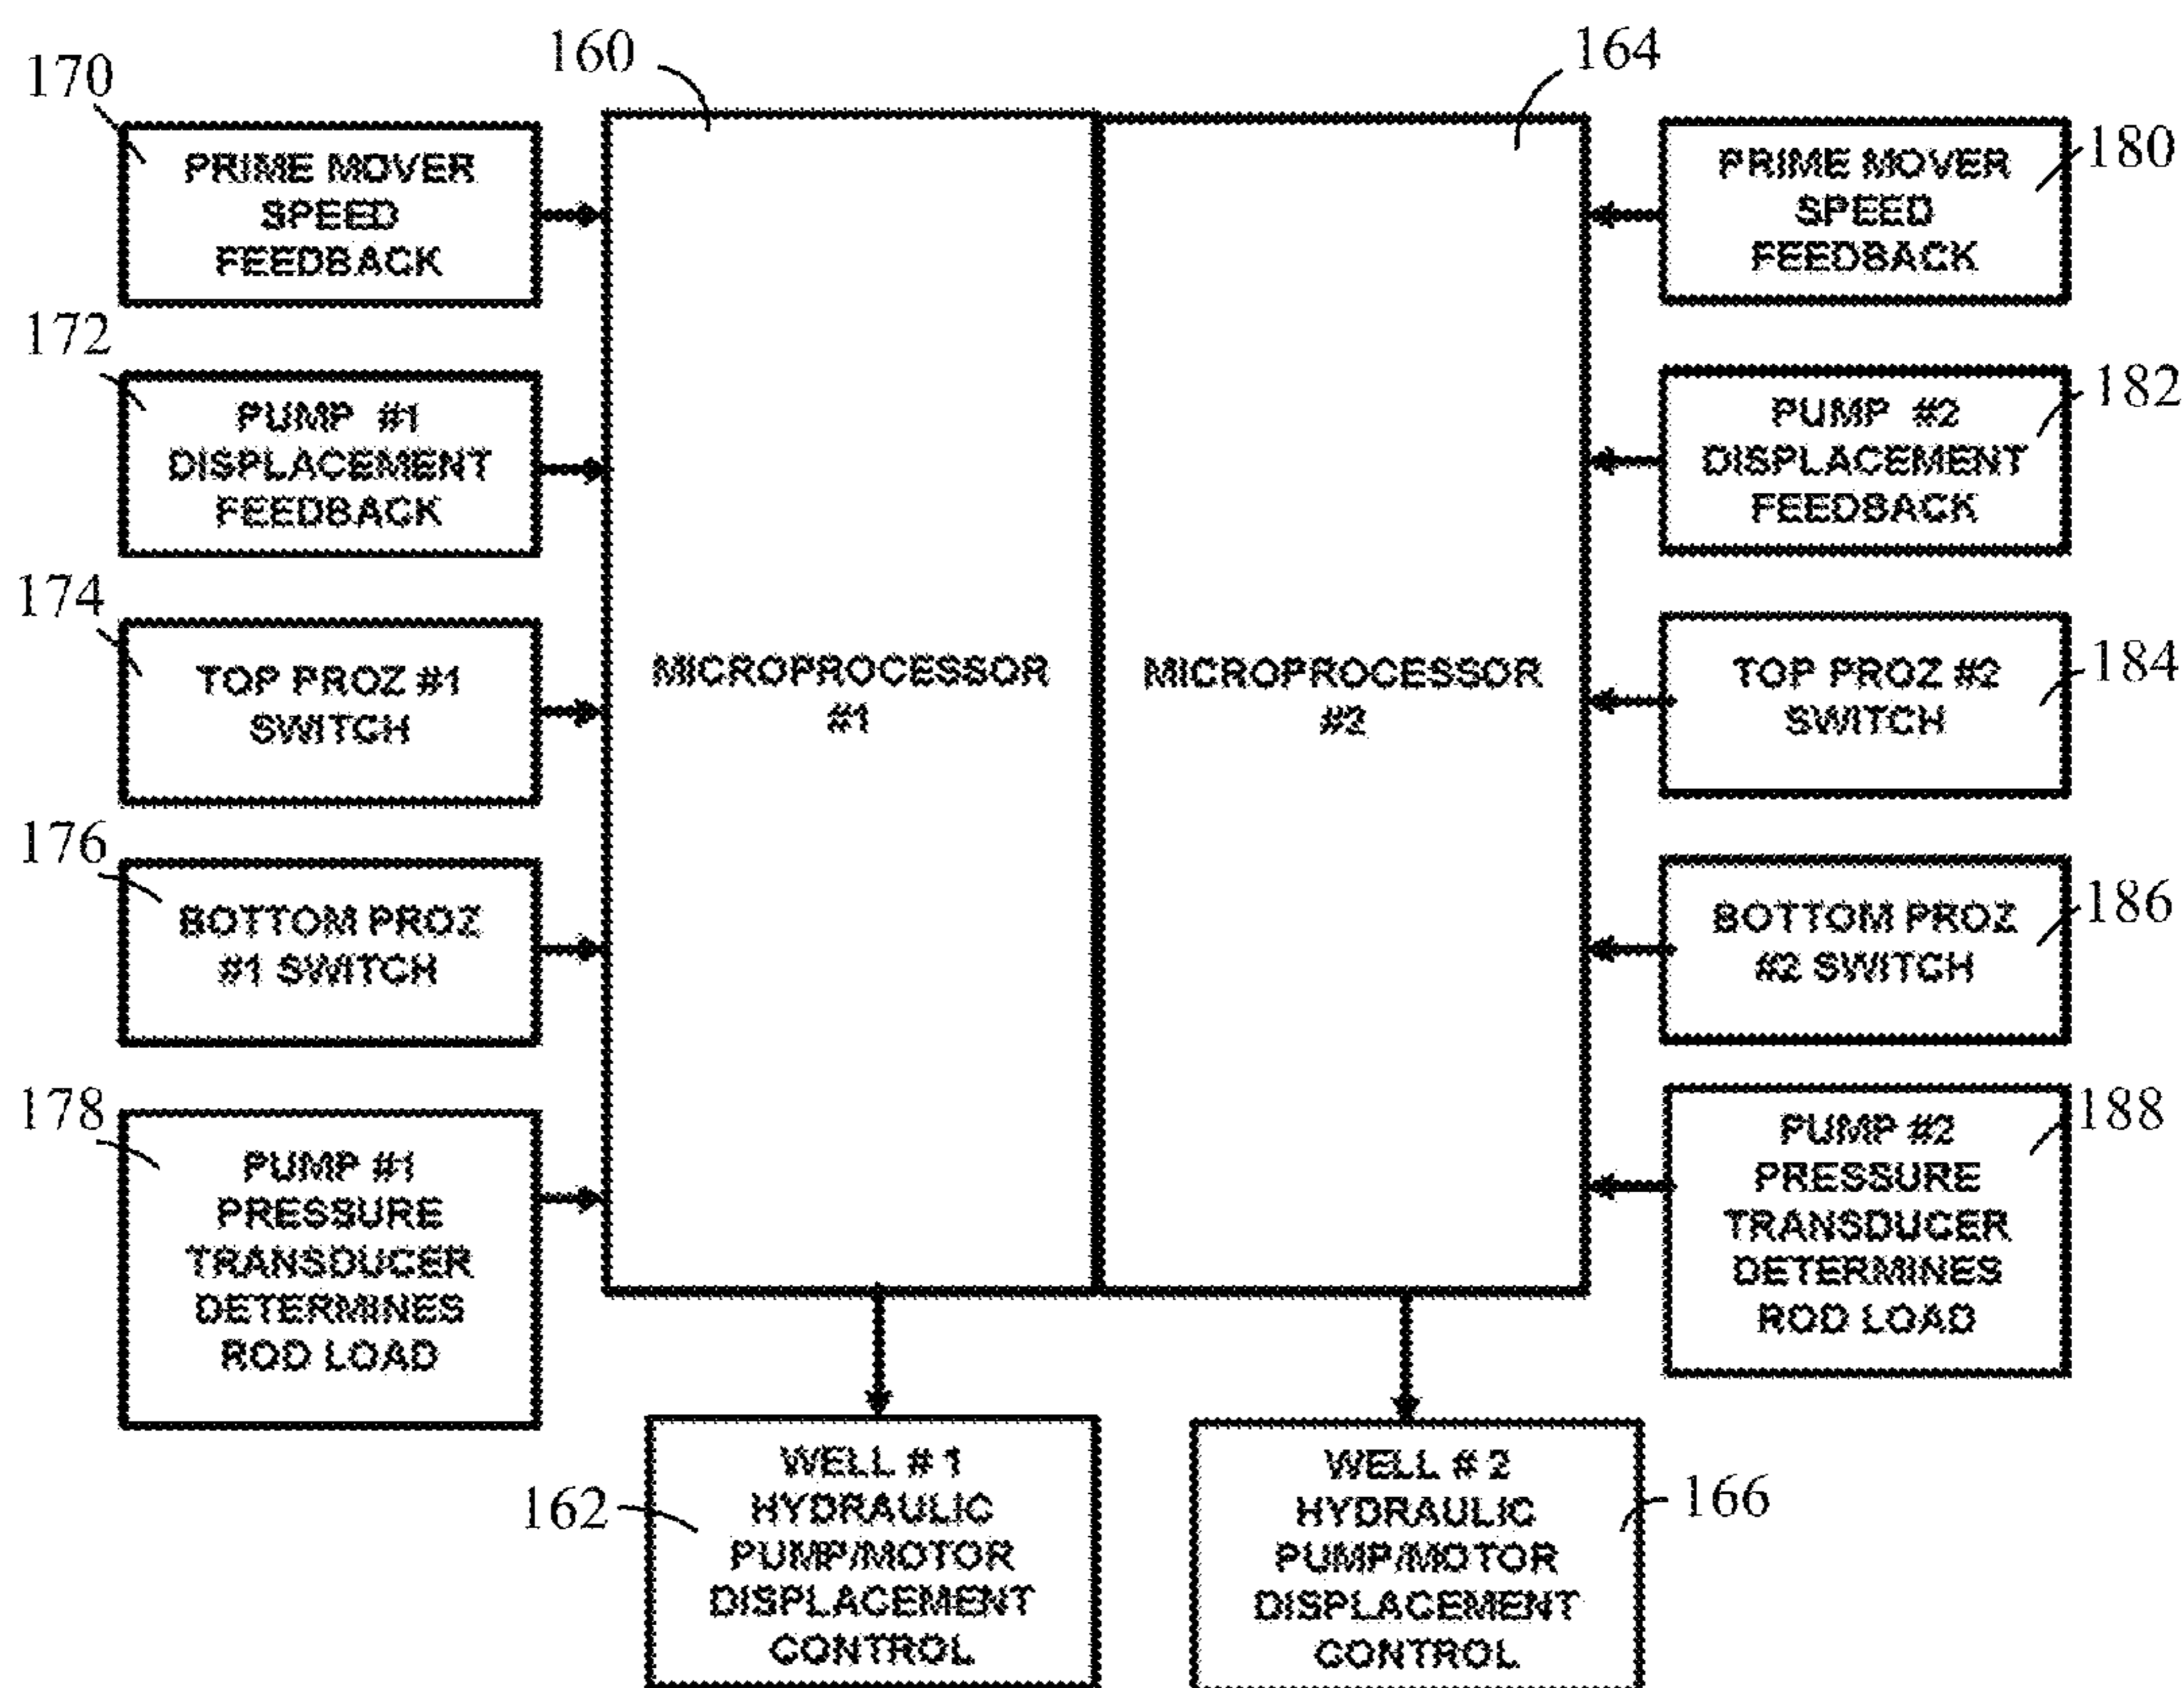 160
164
170
PRIME MOVER
SPEED
FEEDBACK
172
PUMP #1
DISPLACEMENT
FEEDBACK
174
TOP PROZ #1
SWITCH
176
BOTTOM PROZ
#1 SWITCH
178
PUMP #1
PRESSURE
TRANSDUCER
DETERMINES
ROD LOAD
MICROPROCESSOR
#1
MICROPROCESSOR
#2
180
PRIME MOVER
SPEED
FEEDBACK
182
PUMP #2
DISPLACEMENT
FEEDBACK
184
TOP PROZ #2
SWITCH
186
BOTTOM PROZ
#2 SWITCH
188
PUMP #2
PRESSURE
TRANSDUCER
DETERMINES
ROD LOAD
162
WELL # 1
HYDRAULIC
PUMP/MOTOR
DISPLACEMENT
CONTROL
166
WELL # 2
HYDRAULIC
PUMP/MOTOR
DISPLACEMENT
CONTROL